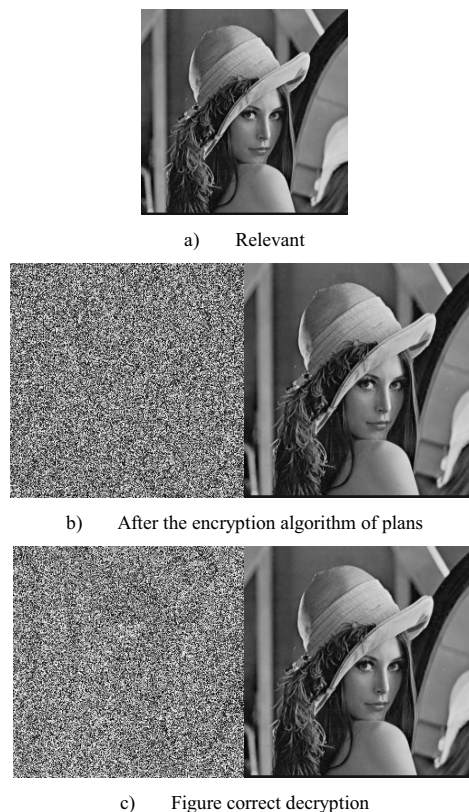 a) Relevant
b) After the encryption algorithm of plans
c) Figure correct decryption